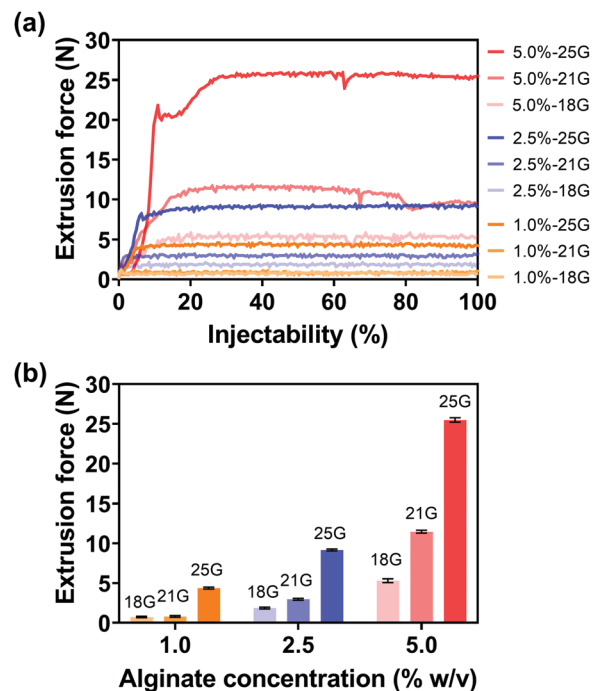 (a)
30
25
20
15
10
5
0
Extrusion force (N)
0 20 40 60 80 100
Injectability (%)
5.0%-25G
5.0%-21G
5.0%-18G
2.5%-25G
2.5%-21G
2.5%-18G
1.0%-25G
1.0%-21G
1.0%-18G
(b)
30
25
20
15
10
5
0
Extrusion force (N)
18G 21G 25G
18G 21G 25G
18G 21G 25G
1.0 2.5 5.0
Alginate concentration (% w/v)